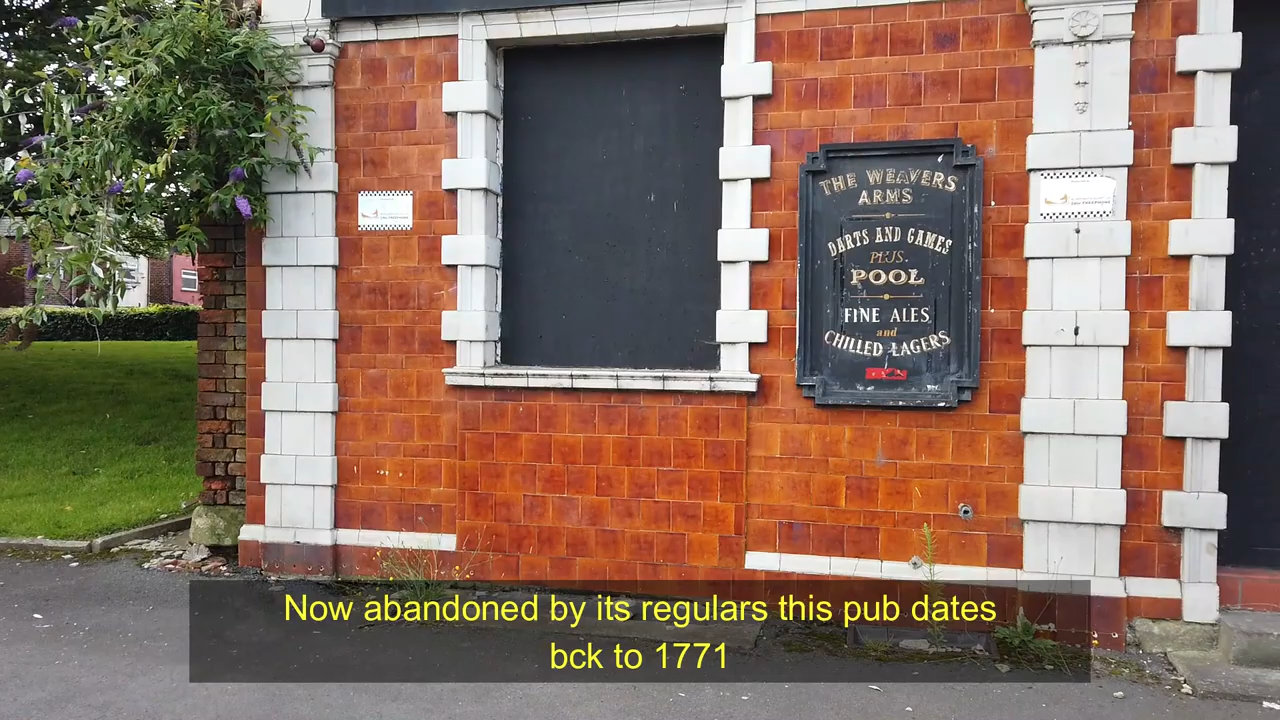 THE WEAVERS
ARMS
DARTS AND GAMES
PLUS
POOL
FINE ALES
and
CHILLED LAGERS
Now abandoned by its regulars this pub dates
bck to 1771